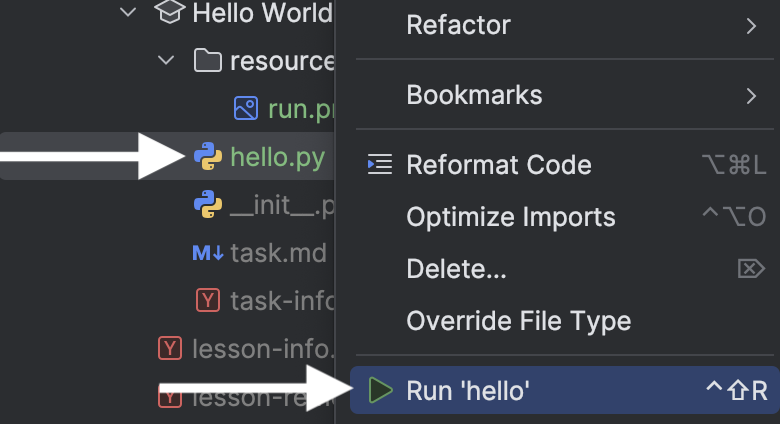 Hello World
resource
run.p
hello.py
__init__.p
M↓ task.md
Y task-info
Y lesson-info.
Y lesson-re
Refactor
Bookmarks
Reformat Code ⌥⌘L
Optimize Imports ⌃⌥O
Delete... ⌦
Override File Type
Run 'hello' ⌃⇧R